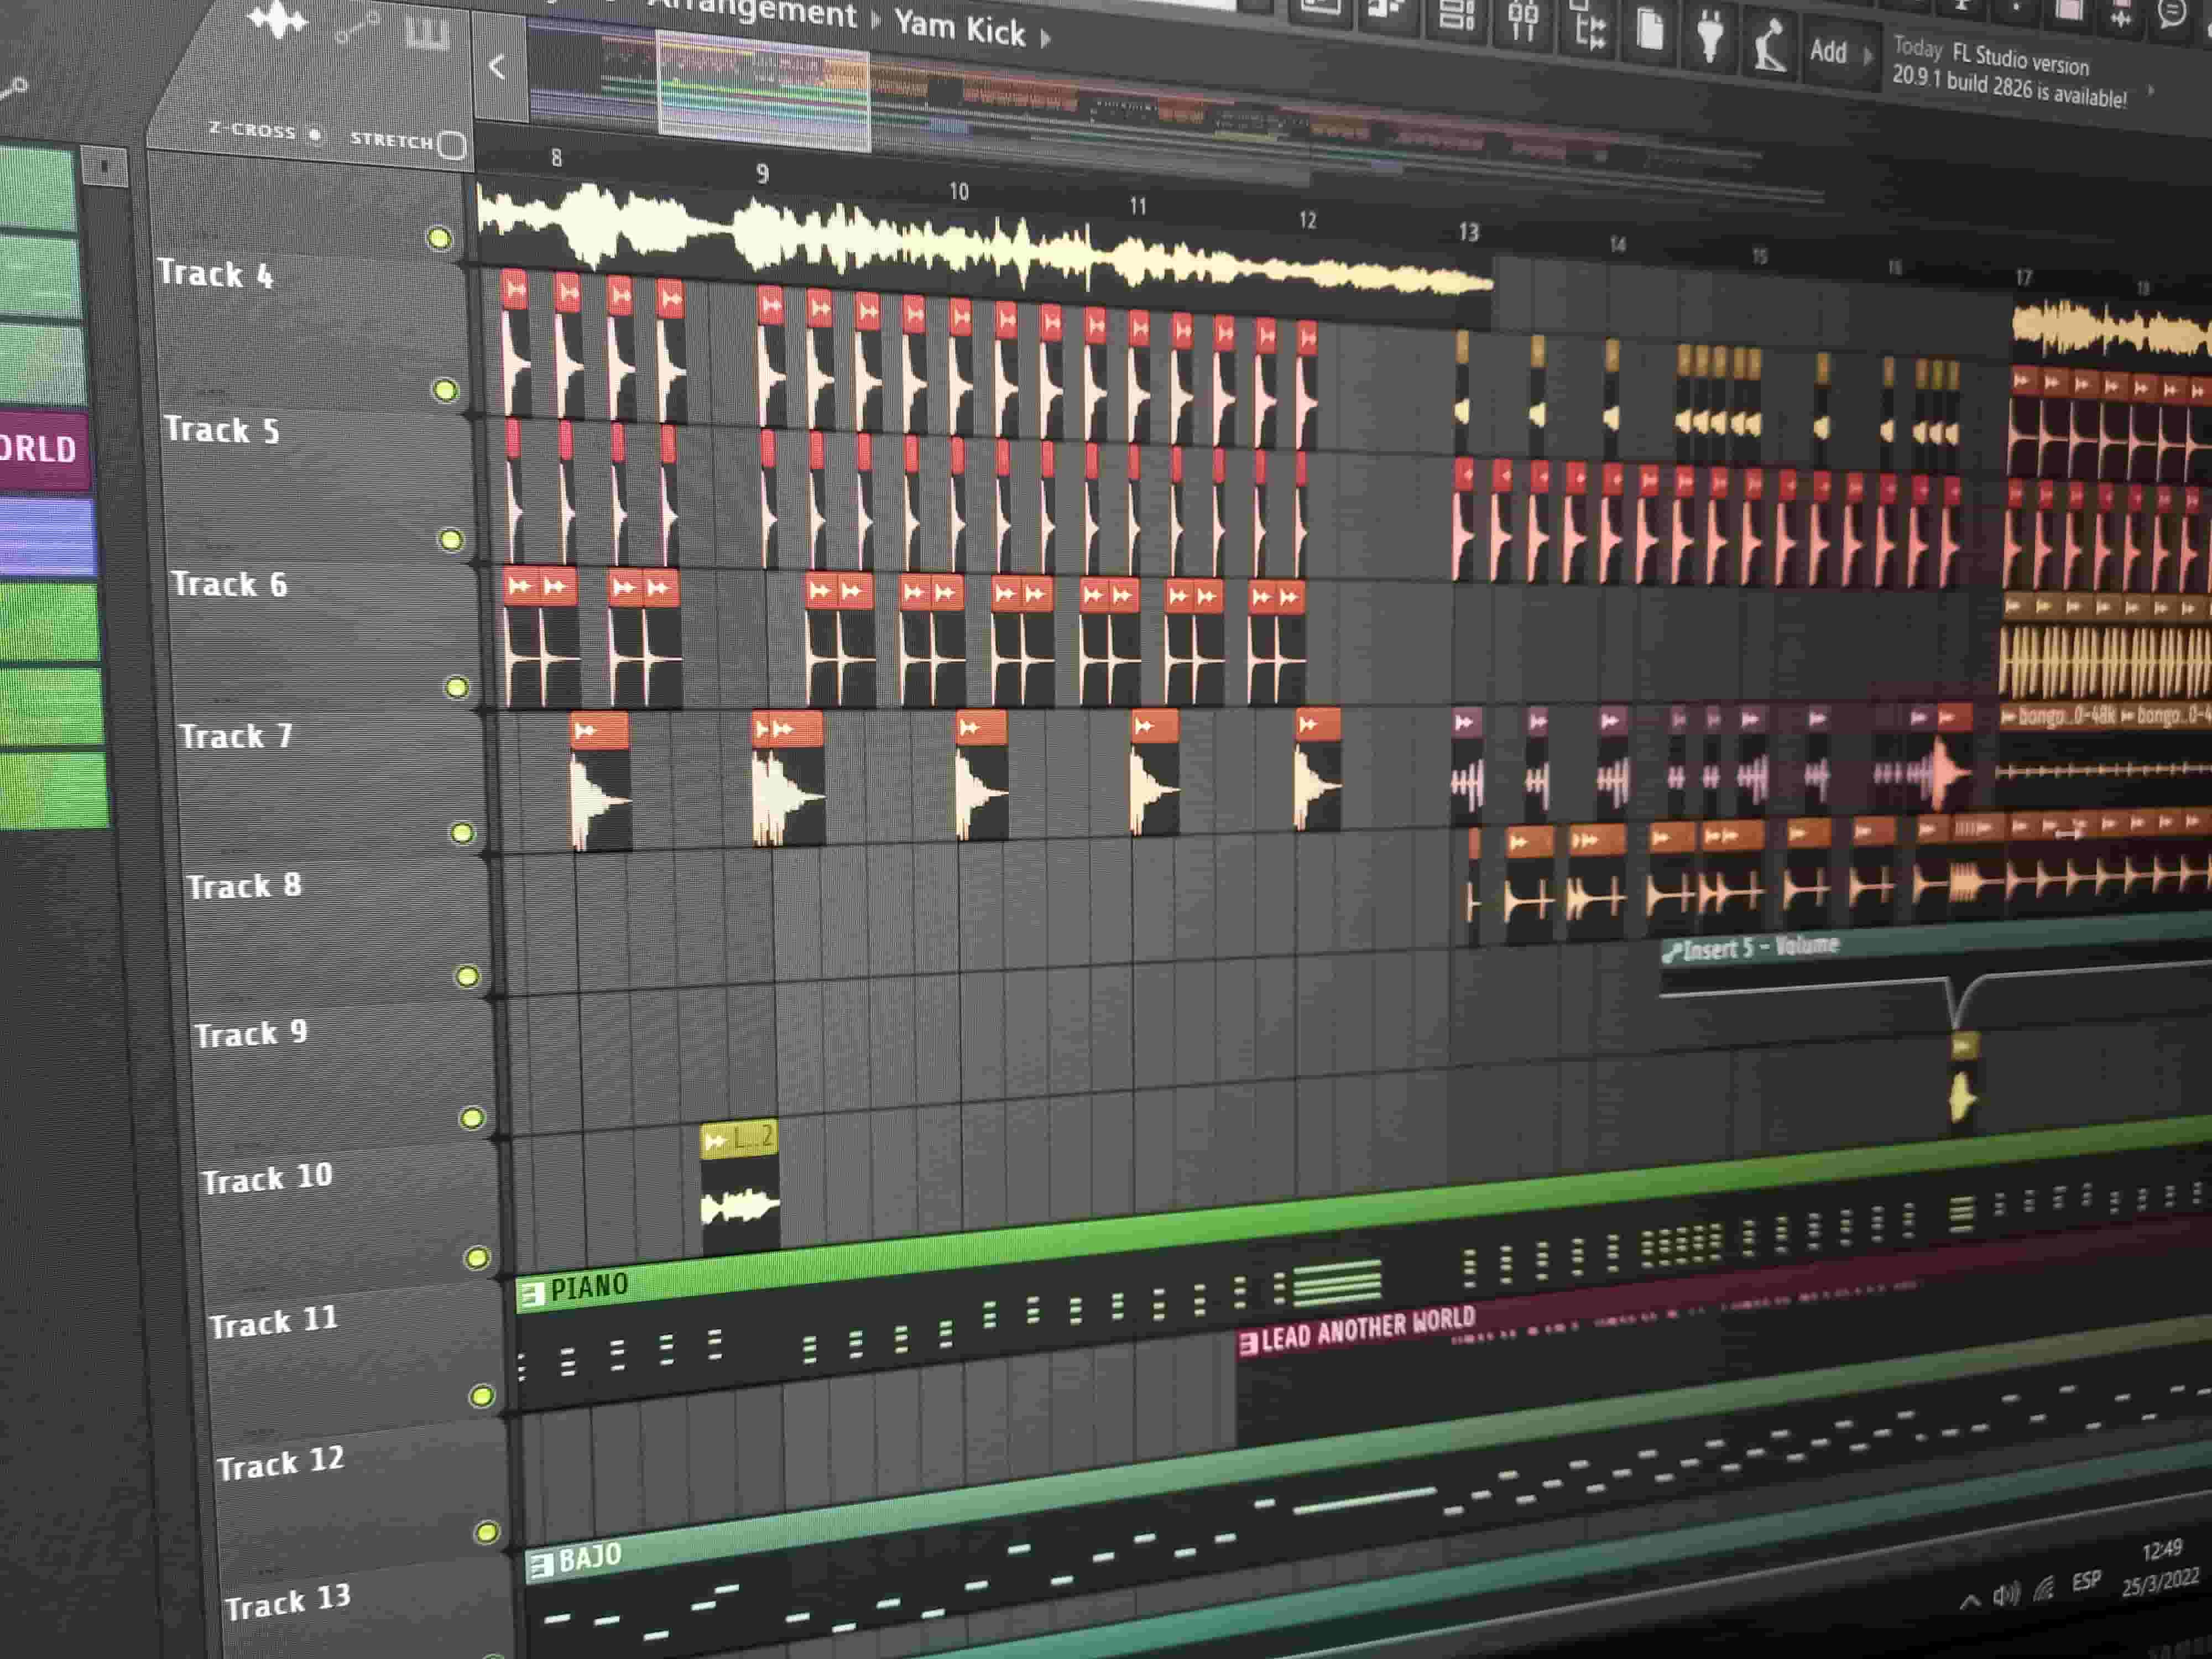 Arrangement ▸ Yam Kick ▸
Add
Today FL Studio version
20.9.1 build 2826 is available!
Z-CROSS
STRETCH
8 9 10 11 12 13 14 15 16 17 18
Track 4
Track 5
ORLD
Track 6
Track 7
bongo..0-48k
Track 8
Insert 5 - Volume
Track 9
Track 10
L...2
PIANO
Track 11
LEAD ANOTHER WORLD
Track 12
BAJO
Track 13
12:49
ESP
25/3/2022